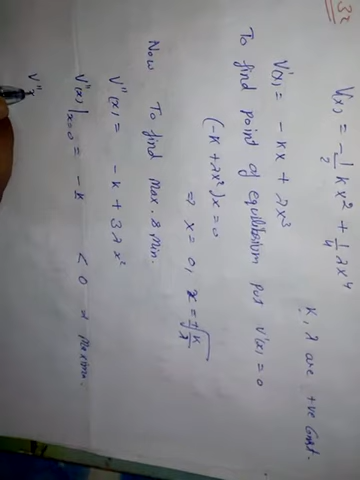 32
V(x) = -1/2 kx² + 1/4 λx⁴
K, λ are +ve Const.
V'(x) = - kx + λx³
To find point of equilibrium put V'(x) = 0
(-K + λx²)x = 0
⇒ x = 0, x = ±√(K/λ)
Now To find max. & Min.
V''(x) = - K + 3λx²
V''(x)|x=0 = - K < 0 → Maxima.
V''